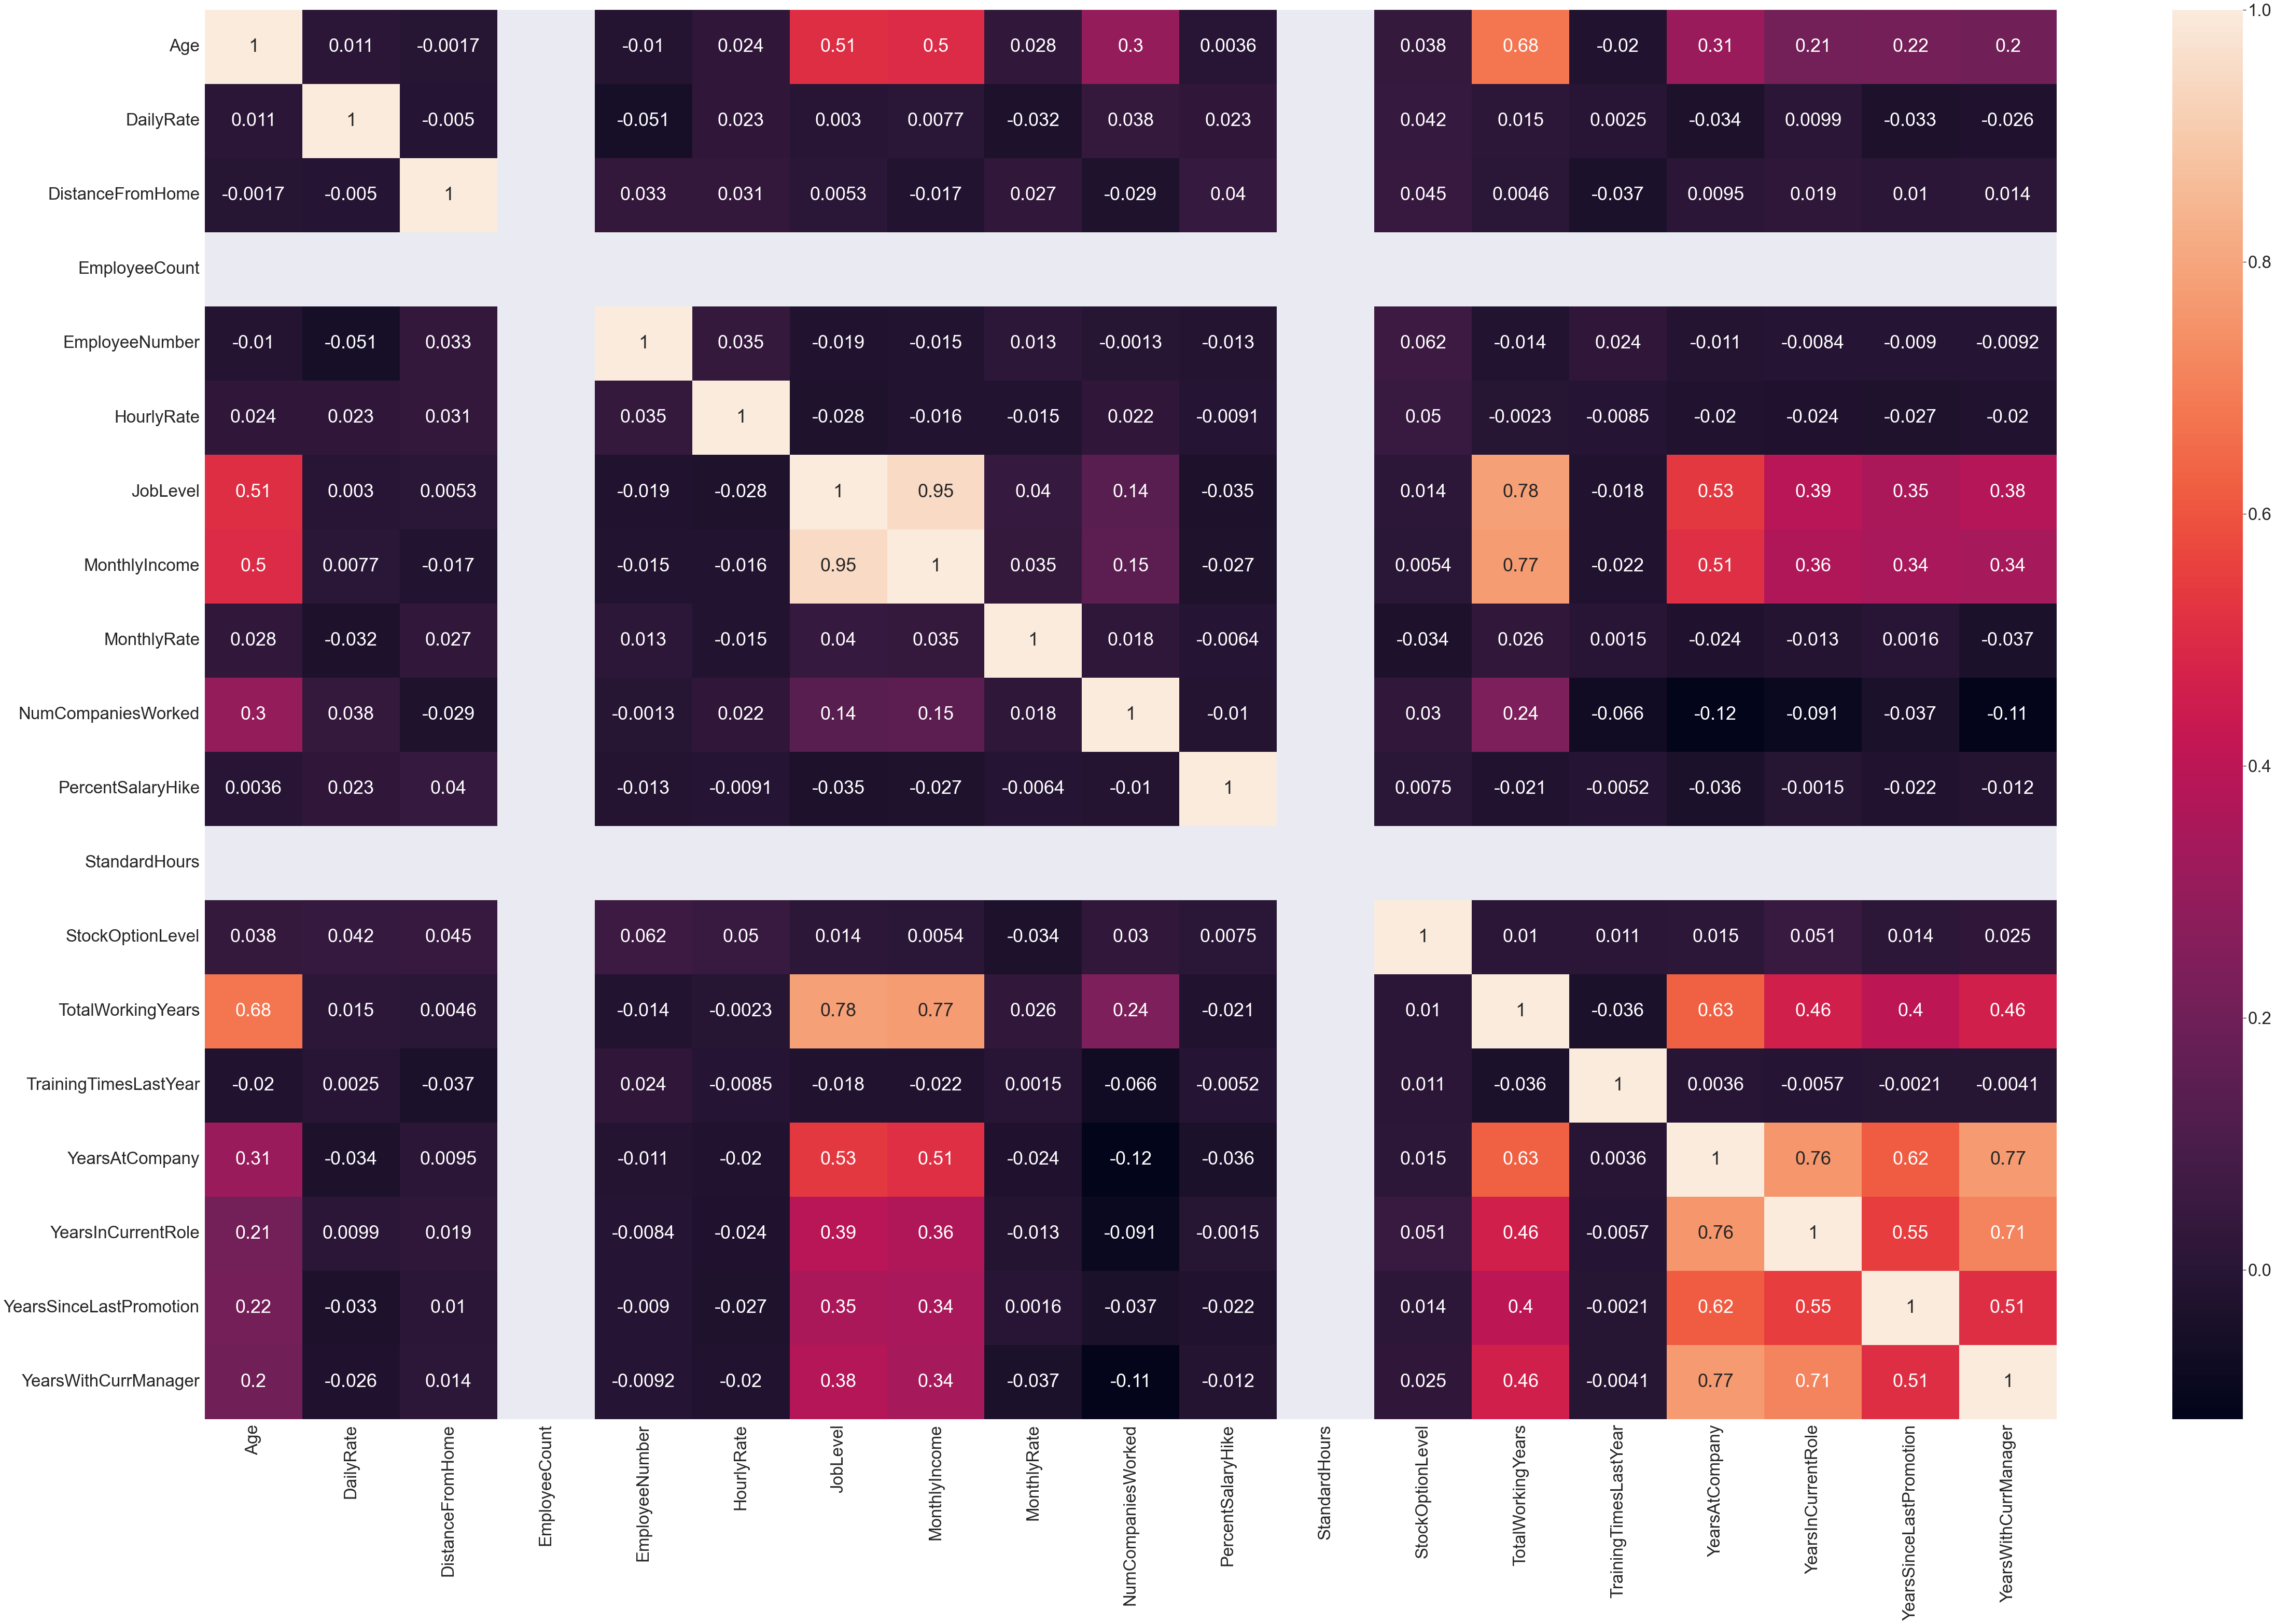 Age 1 0.011 -0.0017 -0.01 0.024 0.51 0.5 0.028 0.3 0.0036 0.038 0.68 -0.02 0.31 0.21 0.22 0.2
DailyRate 0.011 1 -0.005 -0.051 0.023 0.003 0.0077 -0.032 0.038 0.023 0.042 0.015 0.0025 -0.034 0.0099 -0.033 -0.026
DistanceFromHome -0.0017 -0.005 1 0.033 0.031 0.0053 -0.017 0.027 -0.029 0.04 0.045 0.0046 -0.037 0.0095 0.019 0.01 0.014
EmployeeCount
EmployeeNumber -0.01 -0.051 0.033 1 0.035 -0.019 -0.015 0.013 -0.0013 -0.013 0.062 -0.014 0.024 -0.011 -0.0084 -0.009 -0.0092
HourlyRate 0.024 0.023 0.031 0.035 1 -0.028 -0.016 -0.015 0.022 -0.0091 0.05 -0.0023 -0.0085 -0.02 -0.024 -0.027 -0.02
JobLevel 0.51 0.003 0.0053 -0.019 -0.028 1 0.95 0.04 0.14 -0.035 0.014 0.78 -0.018 0.53 0.39 0.35 0.38
MonthlyIncome 0.5 0.0077 -0.017 -0.015 -0.016 0.95 1 0.035 0.15 -0.027 0.0054 0.77 -0.022 0.51 0.36 0.34 0.34
MonthlyRate 0.028 -0.032 0.027 0.013 -0.015 0.04 0.035 1 0.018 -0.0064 -0.034 0.026 0.0015 -0.024 -0.013 0.0016 -0.037
NumCompaniesWorked 0.3 0.038 -0.029 -0.0013 0.022 0.14 0.15 0.018 1 -0.01 0.03 0.24 -0.066 -0.12 -0.091 -0.037 -0.11
PercentSalaryHike 0.0036 0.023 0.04 -0.013 -0.0091 -0.035 -0.027 -0.0064 -0.01 1 0.0075 -0.021 -0.0052 -0.036 -0.0015 -0.022 -0.012
StandardHours
StockOptionLevel 0.038 0.042 0.045 0.062 0.05 0.014 0.0054 -0.034 0.03 0.0075 1 0.01 0.011 0.015 0.051 0.014 0.025
TotalWorkingYears 0.68 0.015 0.0046 -0.014 -0.0023 0.78 0.77 0.026 0.24 -0.021 0.01 1 -0.036 0.63 0.46 0.4 0.46
TrainingTimesLastYear -0.02 0.0025 -0.037 0.024 -0.0085 -0.018 -0.022 0.0015 -0.066 -0.0052 0.011 -0.036 1 0.0036 -0.0057 -0.0021 -0.0041
YearsAtCompany 0.31 -0.034 0.0095 -0.011 -0.02 0.53 0.51 -0.024 -0.12 -0.036 0.015 0.63 0.0036 1 0.76 0.62 0.77
YearsInCurrentRole 0.21 0.0099 0.019 -0.0084 -0.024 0.39 0.36 -0.013 -0.091 -0.0015 0.051 0.46 -0.0057 0.76 1 0.55 0.71
YearsSinceLastPromotion 0.22 -0.033 0.01 -0.009 -0.027 0.35 0.34 0.0016 -0.037 -0.022 0.014 0.4 -0.0021 0.62 0.55 1 0.51
YearsWithCurrManager 0.2 -0.026 0.014 -0.0092 -0.02 0.38 0.34 -0.037 -0.11 -0.012 0.025 0.46 -0.0041 0.77 0.71 0.51 1
Age
DailyRate
DistanceFromHome
EmployeeCount
EmployeeNumber
HourlyRate
JobLevel
MonthlyIncome
MonthlyRate
NumCompaniesWorked
PercentSalaryHike
StandardHours
StockOptionLevel
TotalWorkingYears
TrainingTimesLastYear
YearsAtCompany
YearsInCurrentRole
YearsSinceLastPromotion
YearsWithCurrManager
1.0
0.8
0.6
0.4
0.2
0.0